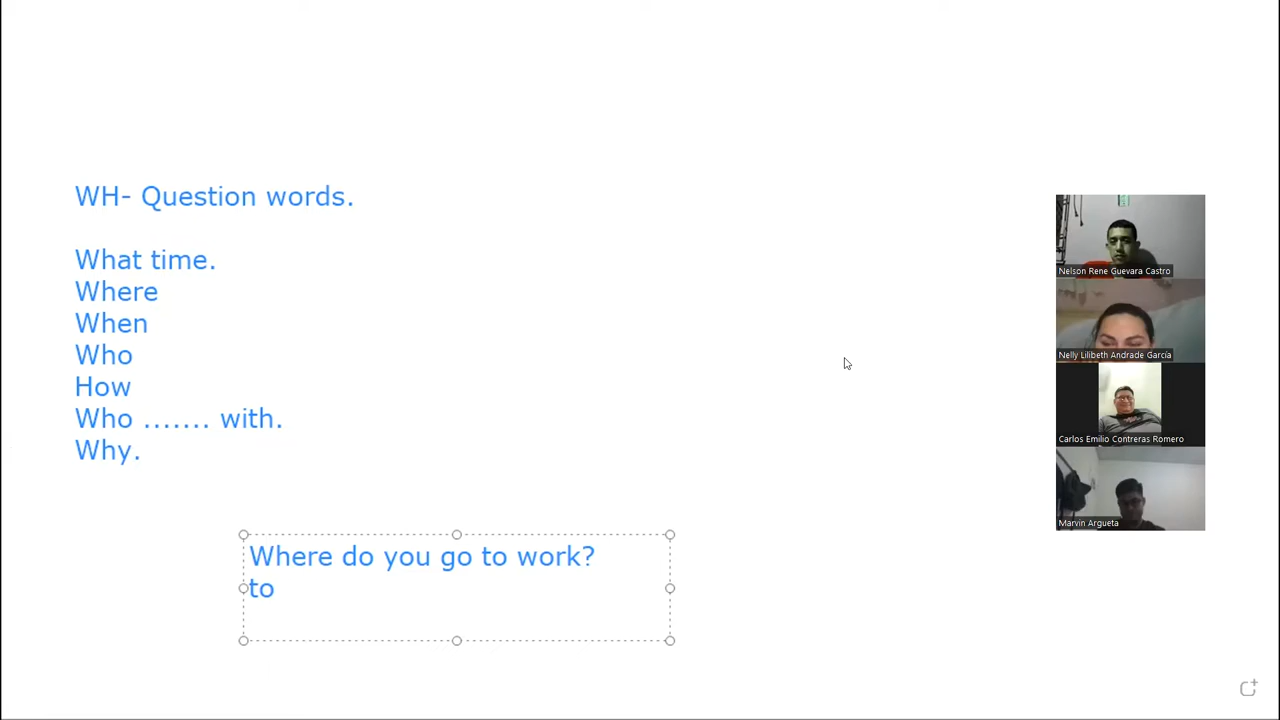 WH- Question words.
What time.
Where
When
Who
How
Who ....... with.
Why.
Where do you go to work?
to
Nelson Rene Guevara Castro
Nelly Lilibeth Andrade García
Carlos Emilio Contreras Romero
Marvin Argueta